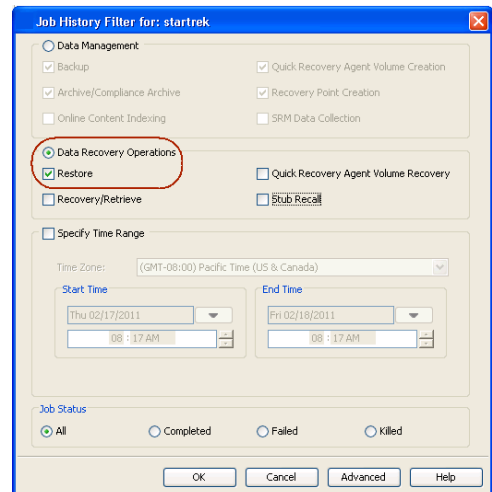 Job History Filter for: startrek
Data Management
Backup
Quick Recovery Agent Volume Creation
Archive/Compliance Archive
Recovery Point Creation
Online Content Indexing
SRM Data Collection
Data Recovery Operations
Restore
Quick Recovery Agent Volume Recovery
Recovery/Retrieve
Stub Recall
Specify Time Range
Time Zone: (GMT-08:00) Pacific Time (US & Canada)
Start Time
End Time
Thu 02/17/2011
Fri 02/18/2011
08 : 17 AM
08 : 17 AM
Job Status
All
Completed
Failed
Killed
OK
Cancel
Advanced
Help